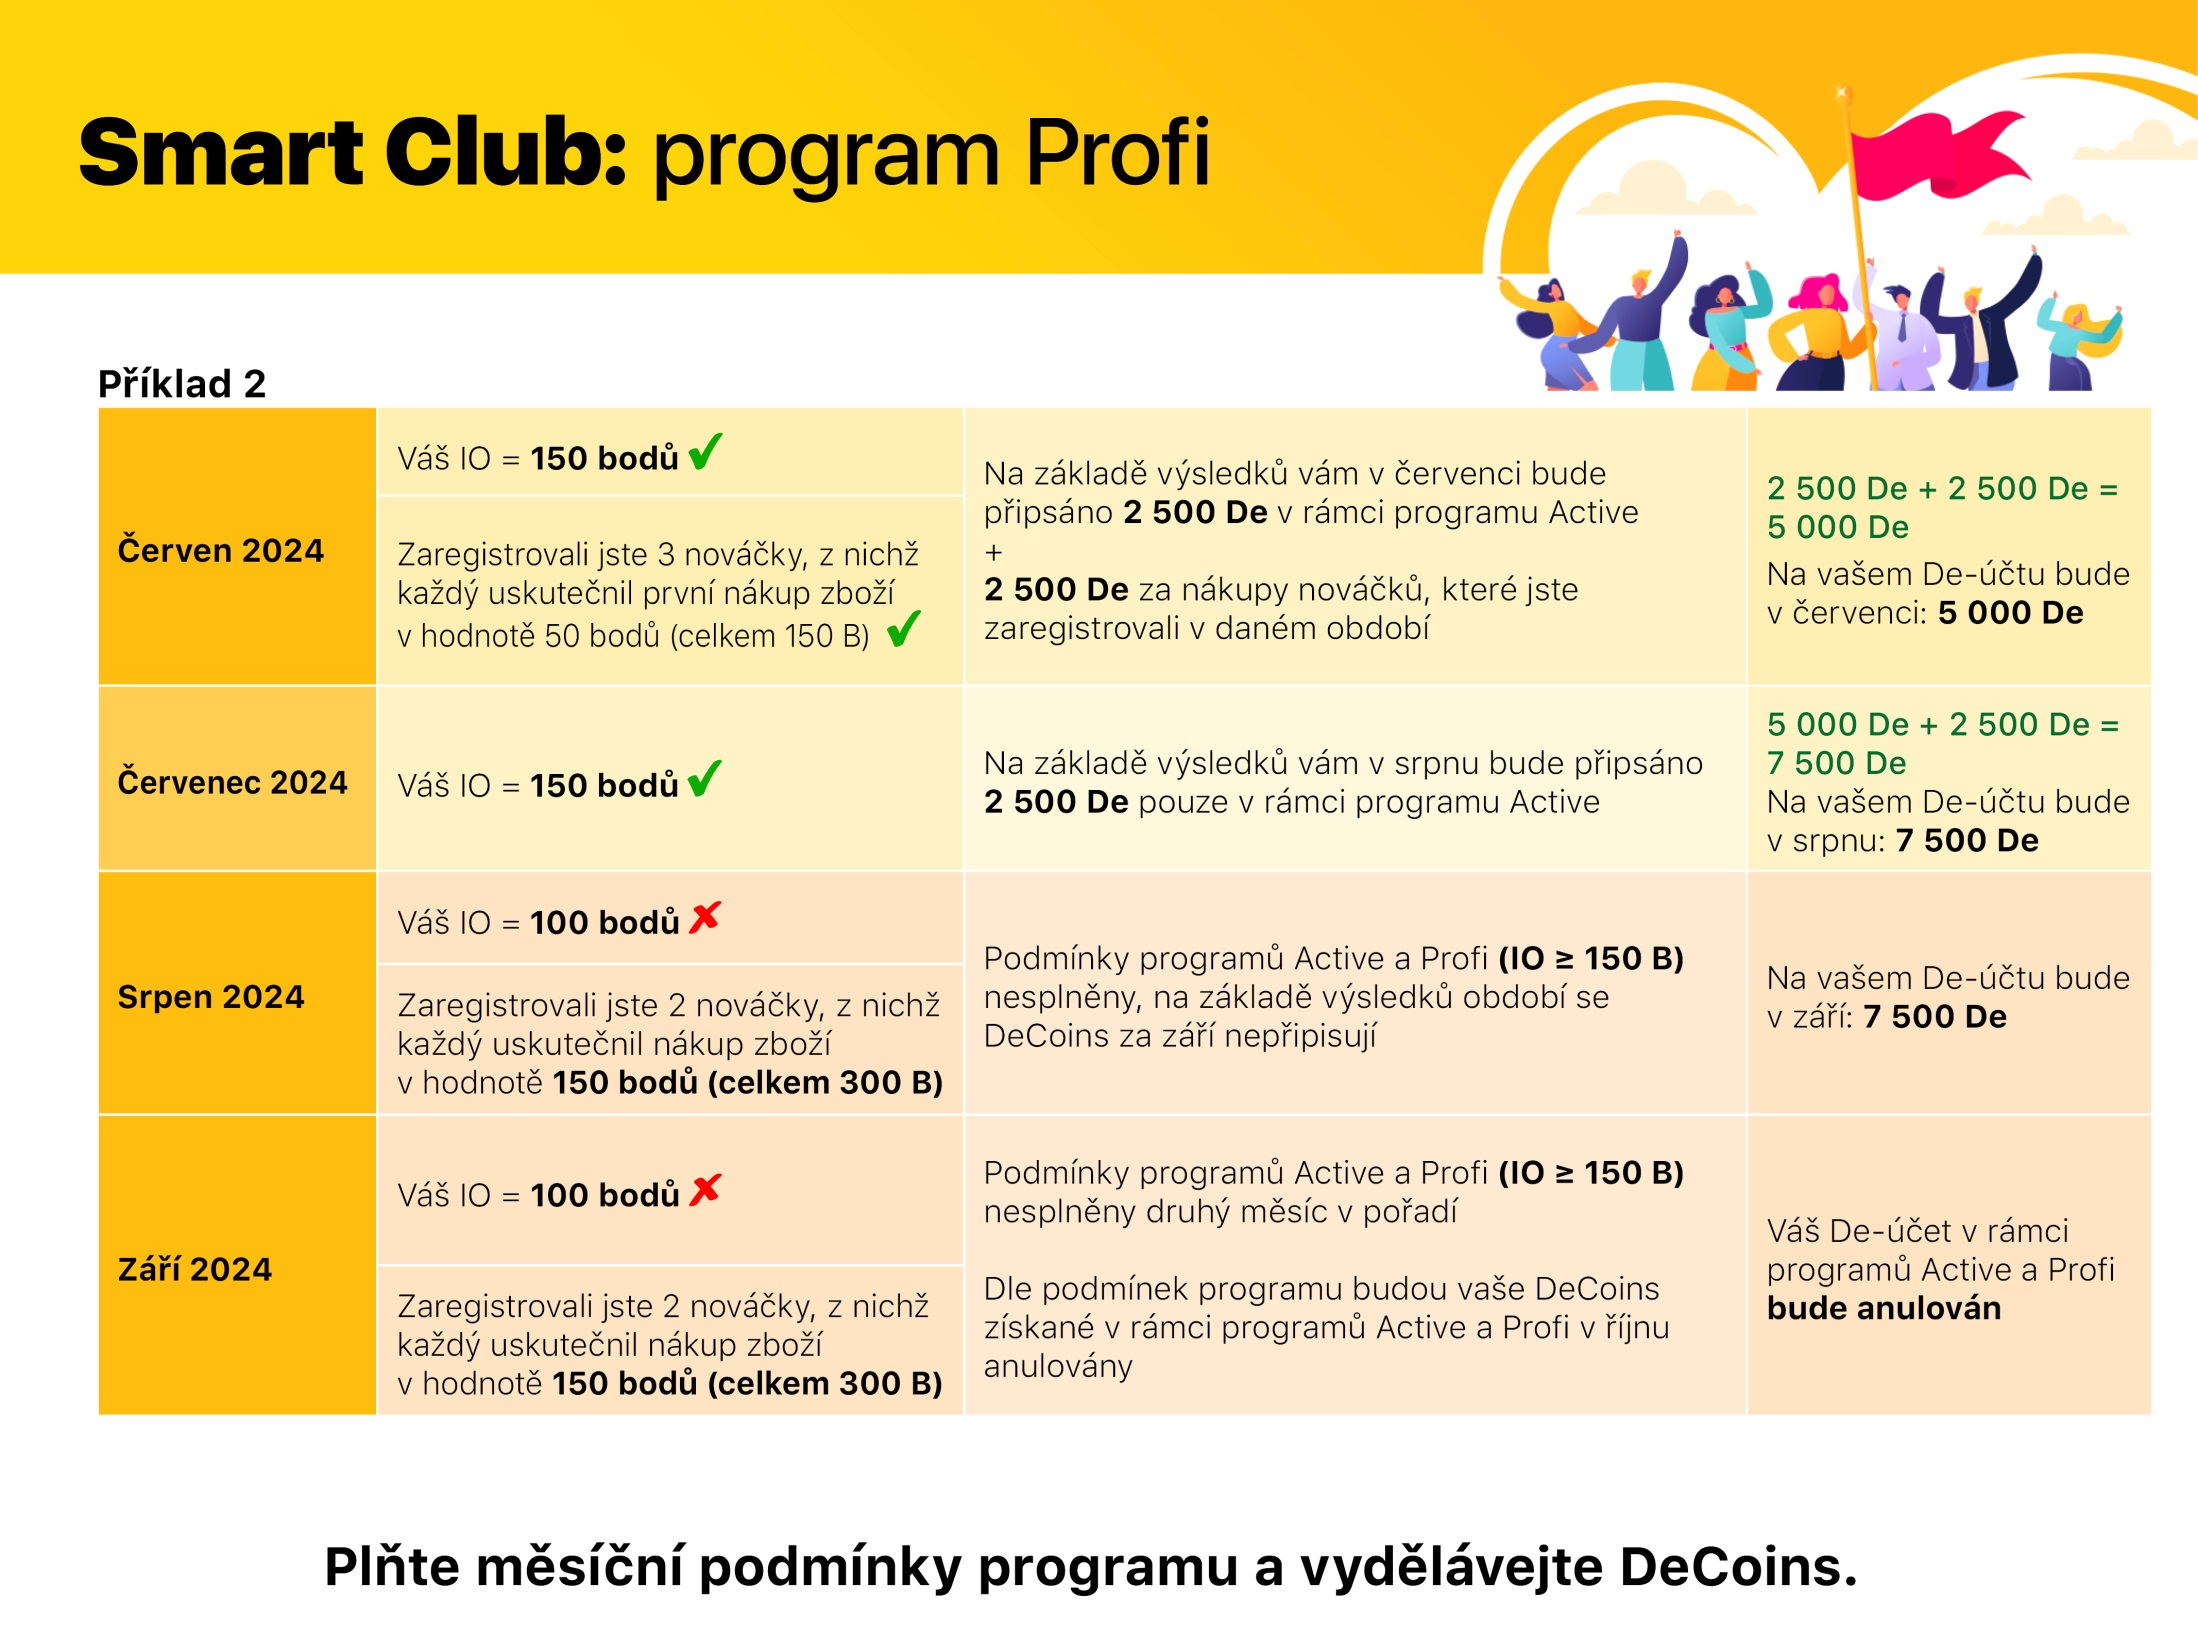 Smart Club: program Profi
Příklad 2
Červen 2024
Váš IO = 150 bodů ✔
Zaregistrovali jste 3 nováčky, z nichž
každý uskutečnil první nákup zboží
v hodnotě 50 bodů (celkem 150 B) ✔
Na základě výsledků vám v červenci bude
připsáno 2 500 De v rámci programu Active
+
2 500 De za nákupy nováčků, které jste
zaregistrovali v daném období
2 500 De + 2 500 De =
5 000 De
Na vašem De-účtu bude
v červenci: 5 000 De
Červenec 2024
Váš IO = 150 bodů ✔
Na základě výsledků vám v srpnu bude připsáno
2 500 De pouze v rámci programu Active
5 000 De + 2 500 De =
7 500 De
Na vašem De-účtu bude
v srpnu: 7 500 De
Srpen 2024
Váš IO = 100 bodů ✘
Zaregistrovali jste 2 nováčky, z nichž
každý uskutečnil nákup zboží
v hodnotě 150 bodů (celkem 300 B)
Podmínky programů Active a Profi (IO ≥ 150 B)
nesplněny, na základě výsledků období se
DeCoins za září nepřipisují
Na vašem De-účtu bude
v září: 7 500 De
Září 2024
Váš IO = 100 bodů ✘
Zaregistrovali jste 2 nováčky, z nichž
každý uskutečnil nákup zboží
v hodnotě 150 bodů (celkem 300 B)
Podmínky programů Active a Profi (IO ≥ 150 B)
nesplněny druhý měsíc v pořadí
Dle podmínek programu budou vaše DeCoins
získané v rámci programů Active a Profi v říjnu
anulovány
Váš De-účet v rámci
programů Active a Profi
bude anulován
Plňte měsíční podmínky programu a vydělávejte DeCoins.